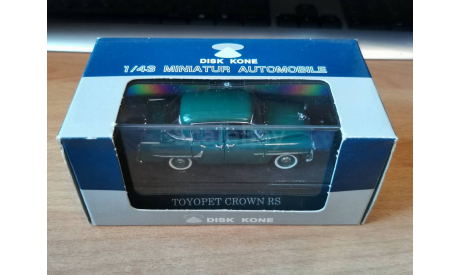 DISK KONE
1/43 MINIATUR AUTOMOBILE
TOYOPET CROWN RS
DISK KONE